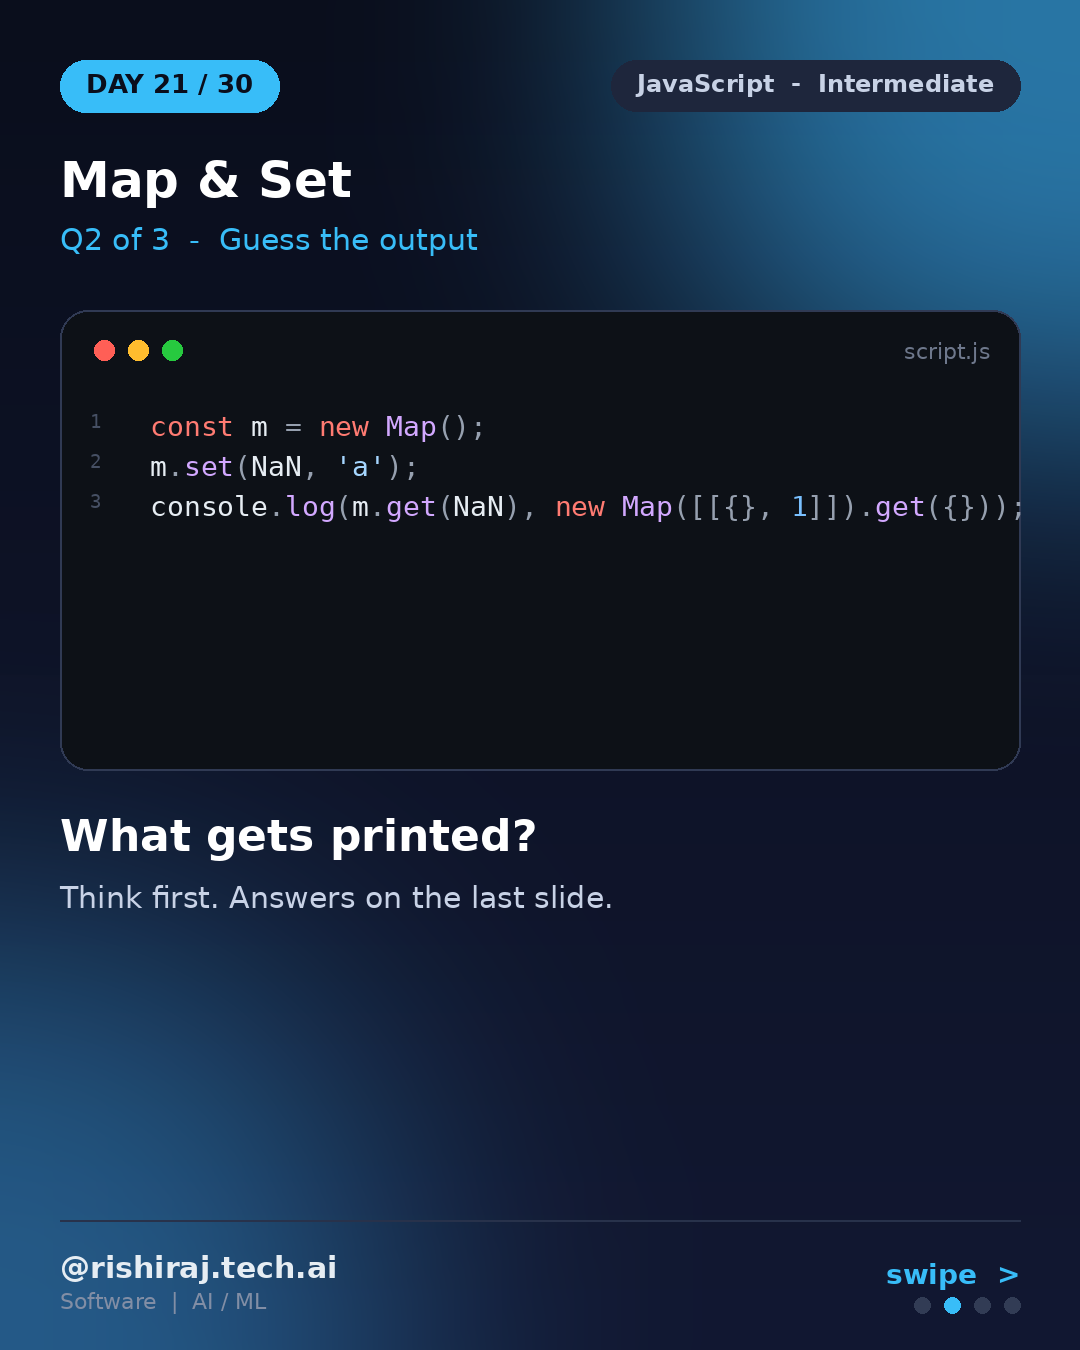 DAY 21 / 30
JavaScript - Intermediate
Map & Set
Q2 of 3 - Guess the output
script.js
1 const m = new Map();
2 m.set(NaN, 'a');
3 console.log(m.get(NaN), new Map([[{}, 1]]).get({}));
What gets printed?
Think first. Answers on the last slide.
@rishiraj.tech.ai
Software | AI / ML
swipe >